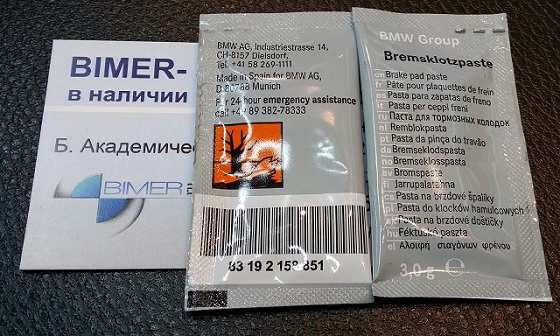 BIMER-
в наличии
Б. Академичес
BIMER
BMW AG, Industriestrasse 14,
CH-8157 Dielsdorf,
Tel. +41 58 269-1111
Made in Spain for BMW AG,
D 80788 Munich
For 24-hour emergency assistance
call +49 89 382-78333
83 19 2 158 851
BMW Group
Bremsklotzpaste
Brake pad paste
Pâte pour plaquettes de frein
Pasta para zapatas de freno
Pasta per ceppi freni
Паста для тормозных колодок
Remblokpasta
Pasta da pinça do travão
Bremseklodspasta
Bremseklosspasta
Bromspasta
Jarrupalatahna
Pasta na brzdové špalíky
Pasta do klocków hamulcowych
Pasta na brzdové doštičky
Féktuskó paszta
Αλοιφή σιαγόνων φρένου
3,0 g ℮